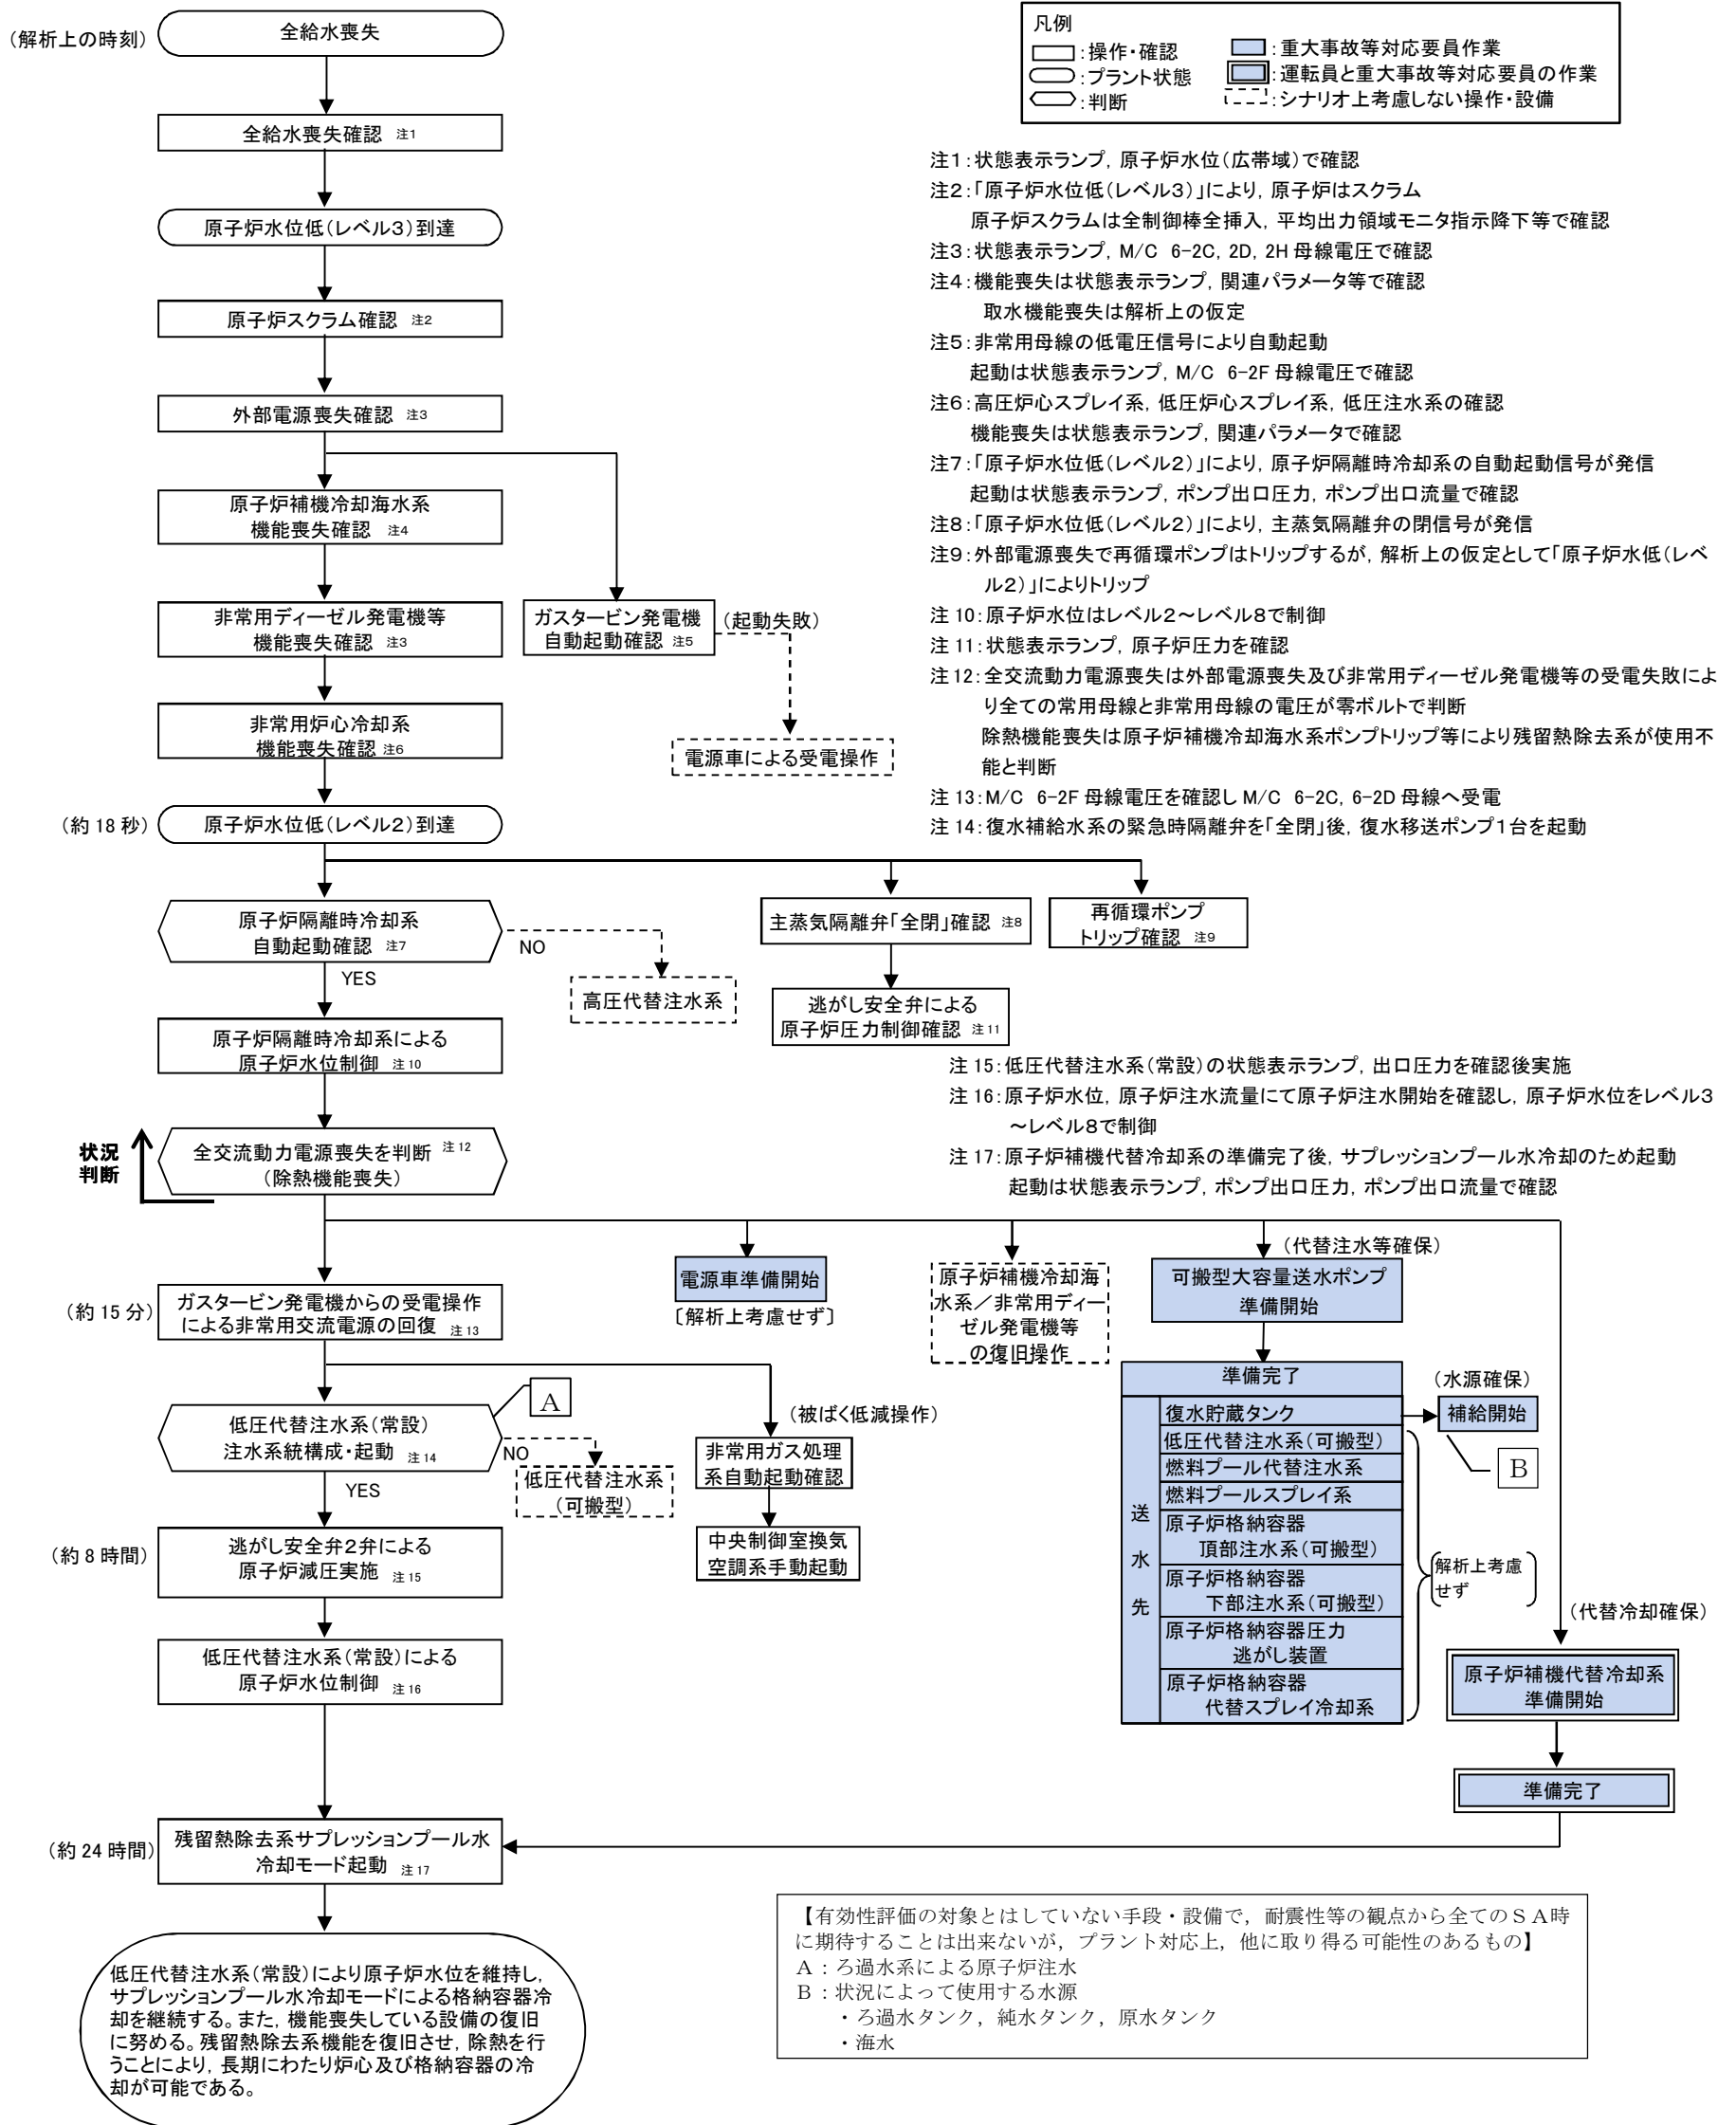 (解析上の時刻)
全給水喪失
凡例
:操作・確認
:プラント状態
:判断
:重大事故等対応要員作業
:運転員と重大事故等対応要員の作業
:シナリオ上考慮しない操作・設備
全給水喪失確認 注1
原子炉水位低(レベル3)到達
原子炉スクラム確認 注2
外部電源喪失確認 注3
原子炉補機冷却海水系
機能喪失確認 注4
非常用ディーゼル発電機等
機能喪失確認 注3
ガスタービン発電機
自動起動確認 注5
(起動失敗)
電源車による受電操作
非常用炉心冷却系
機能喪失確認 注6
(約18秒)
原子炉水位低(レベル2)到達
注1:状態表示ランプ,原子炉水位(広帯域)で確認
注2:「原子炉水位低(レベル3)」により,原子炉はスクラム
原子炉スクラムは全制御棒全挿入,平均出力領域モニタ指示降下等で確認
注3:状態表示ランプ,M/C 6-2C,2D,2H 母線電圧で確認
注4:機能喪失は状態表示ランプ,関連パラメータ等で確認
取水機能喪失は解析上の仮定
注5:非常用母線の低電圧信号により自動起動
起動は状態表示ランプ,M/C 6-2F 母線電圧で確認
注6:高圧炉心スプレイ系,低圧炉心スプレイ系,低圧注水系の確認
機能喪失は状態表示ランプ,関連パラメータで確認
注7:「原子炉水位低(レベル2)」により,原子炉隔離時冷却系の自動起動信号が発信
起動は状態表示ランプ,ポンプ出口圧力,ポンプ出口流量で確認
注8:「原子炉水位低(レベル2)」により,主蒸気隔離弁の閉信号が発信
注9:外部電源喪失で再循環ポンプはトリップするが,解析上の仮定として「原子炉水低(レベ
ル2)」によりトリップ
注10:原子炉水位はレベル2~レベル8で制御
注11:状態表示ランプ,原子炉圧力を確認
注12:全交流動力電源喪失は外部電源喪失及び非常用ディーゼル発電機等の受電失敗によ
り全ての常用母線と非常用母線の電圧が零ボルトで判断
除熱機能喪失は原子炉補機冷却海水系ポンプトリップ等により残留熱除去系が使用不
能と判断
注13:M/C 6-2F 母線電圧を確認し M/C 6-2C,6-2D 母線へ受電
注14:復水補給水系の緊急時隔離弁を「全閉」後,復水移送ポンプ1台を起動
原子炉隔離時冷却系
自動起動確認 注7
NO
YES
高圧代替注水系
主蒸気隔離弁「全閉」確認 注8
再循環ポンプ
トリップ確認 注9
逃がし安全弁による
原子炉圧力制御確認 注11
原子炉隔離時冷却系による
原子炉水位制御 注10
状況
判断
全交流動力電源喪失を判断 注12
(除熱機能喪失)
注15:低圧代替注水系(常設)の状態表示ランプ,出口圧力を確認後実施
注16:原子炉水位,原子炉注水流量にて原子炉注水開始を確認し,原子炉水位をレベル3
~レベル8で制御
注17:原子炉補機代替冷却系の準備完了後,サプレッションプール水冷却のため起動
起動は状態表示ランプ,ポンプ出口圧力,ポンプ出口流量で確認
(約15分)
ガスタービン発電機からの受電操作
による非常用交流電源の回復 注13
電源車準備開始
〔解析上考慮せず〕
原子炉補機冷却海
水系/非常用ディー
ゼル発電機等
の復旧操作
(代替注水等確保)
可搬型大容量送水ポンプ
準備開始
準備完了
送
水
先
復水貯蔵タンク
低圧代替注水系(可搬型)
燃料プール代替注水系
燃料プールスプレイ系
原子炉格納容器
頂部注水系(可搬型)
原子炉格納容器
下部注水系(可搬型)
原子炉格納容器圧力
逃がし装置
原子炉格納容器
代替スプレイ冷却系
(水源確保)
補給開始
B
解析上考慮
せず
A
低圧代替注水系(常設)
注水系統構成・起動 注14
NO
YES
低圧代替注水系
(可搬型)
(被ばく低減操作)
非常用ガス処理
系自動起動確認
中央制御室換気
空調系手動起動
(約8時間)
逃がし安全弁2弁による
原子炉減圧実施 注15
低圧代替注水系(常設)による
原子炉水位制御 注16
(代替冷却確保)
原子炉補機代替冷却系
準備開始
準備完了
(約24時間)
残留熱除去系サプレッションプール水
冷却モード起動 注17
低圧代替注水系(常設)により原子炉水位を維持し,
サプレッションプール水冷却モードによる格納容器冷
却を継続する。また,機能喪失している設備の復旧
に努める。残留熱除去系機能を復旧させ,除熱を行
うことにより,長期にわたり炉心及び格納容器の冷
却が可能である。
【有効性評価の対象とはしていない手段・設備で,耐震性等の観点から全てのSA時
に期待することは出来ないが,プラント対応上,他に取り得る可能性のあるもの】
A:ろ過水系による原子炉注水
B:状況によって使用する水源
・ろ過水タンク,純水タンク,原水タンク
・海水